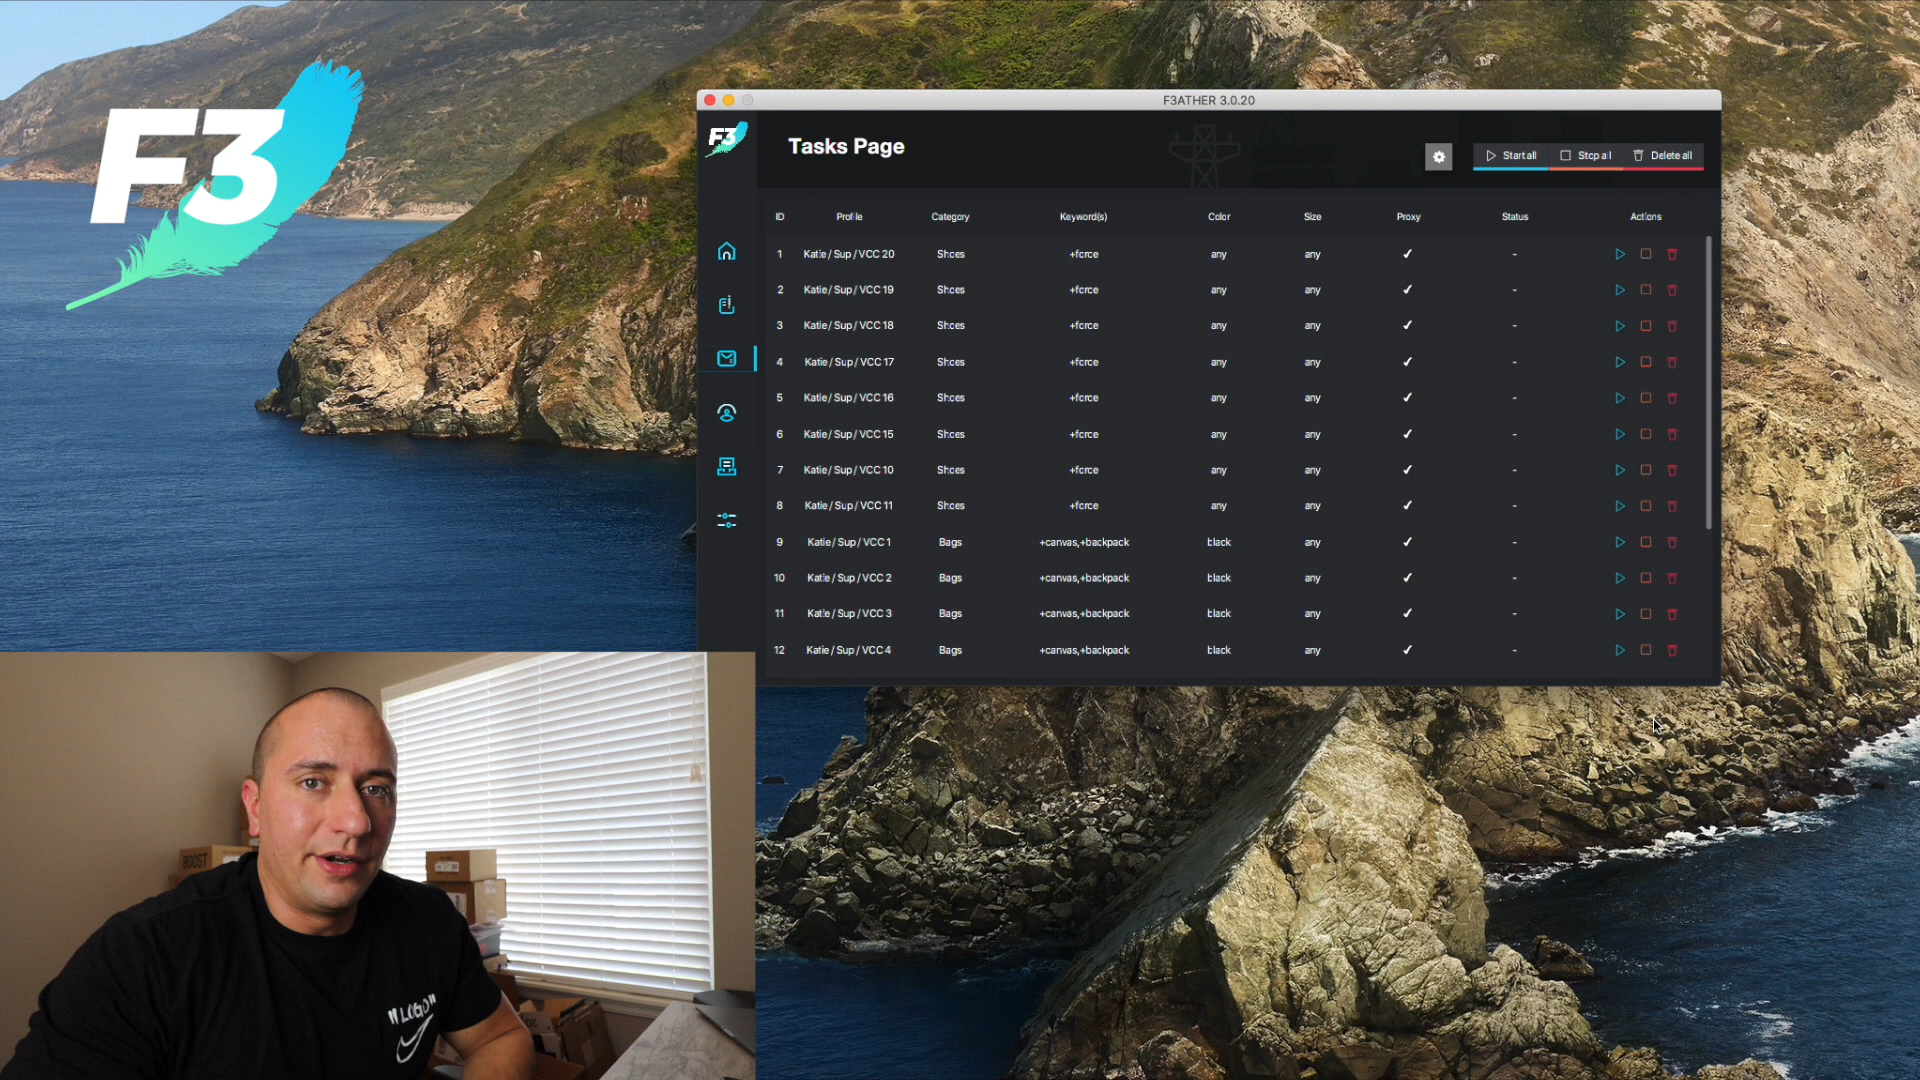 F3
F3ATHER 3.0.20
F3
Tasks Page
Start all
Stop all
Delete all
ID Profile Category Keyword(s) Color Size Proxy Status Actions
1 Katie / Sup / VCC 20 Shoes +force any any ✓ -
2 Katie / Sup / VCC 19 Shoes +force any any ✓ -
3 Katie / Sup / VCC 18 Shoes +force any any ✓ -
4 Katie / Sup / VCC 17 Shoes +force any any ✓ -
5 Katie / Sup / VCC 16 Shoes +force any any ✓ -
6 Katie / Sup / VCC 15 Shoes +force any any ✓ -
7 Katie / Sup / VCC 10 Shoes +force any any ✓ -
8 Katie / Sup / VCC 11 Shoes +force any any ✓ -
9 Katie / Sup / VCC 1 Bags +canvas,+backpack black any ✓ -
10 Katie / Sup / VCC 2 Bags +canvas,+backpack black any ✓ -
11 Katie / Sup / VCC 3 Bags +canvas,+backpack black any ✓ -
12 Katie / Sup / VCC 4 Bags +canvas,+backpack black any ✓ -
BOOST
"LOGO"